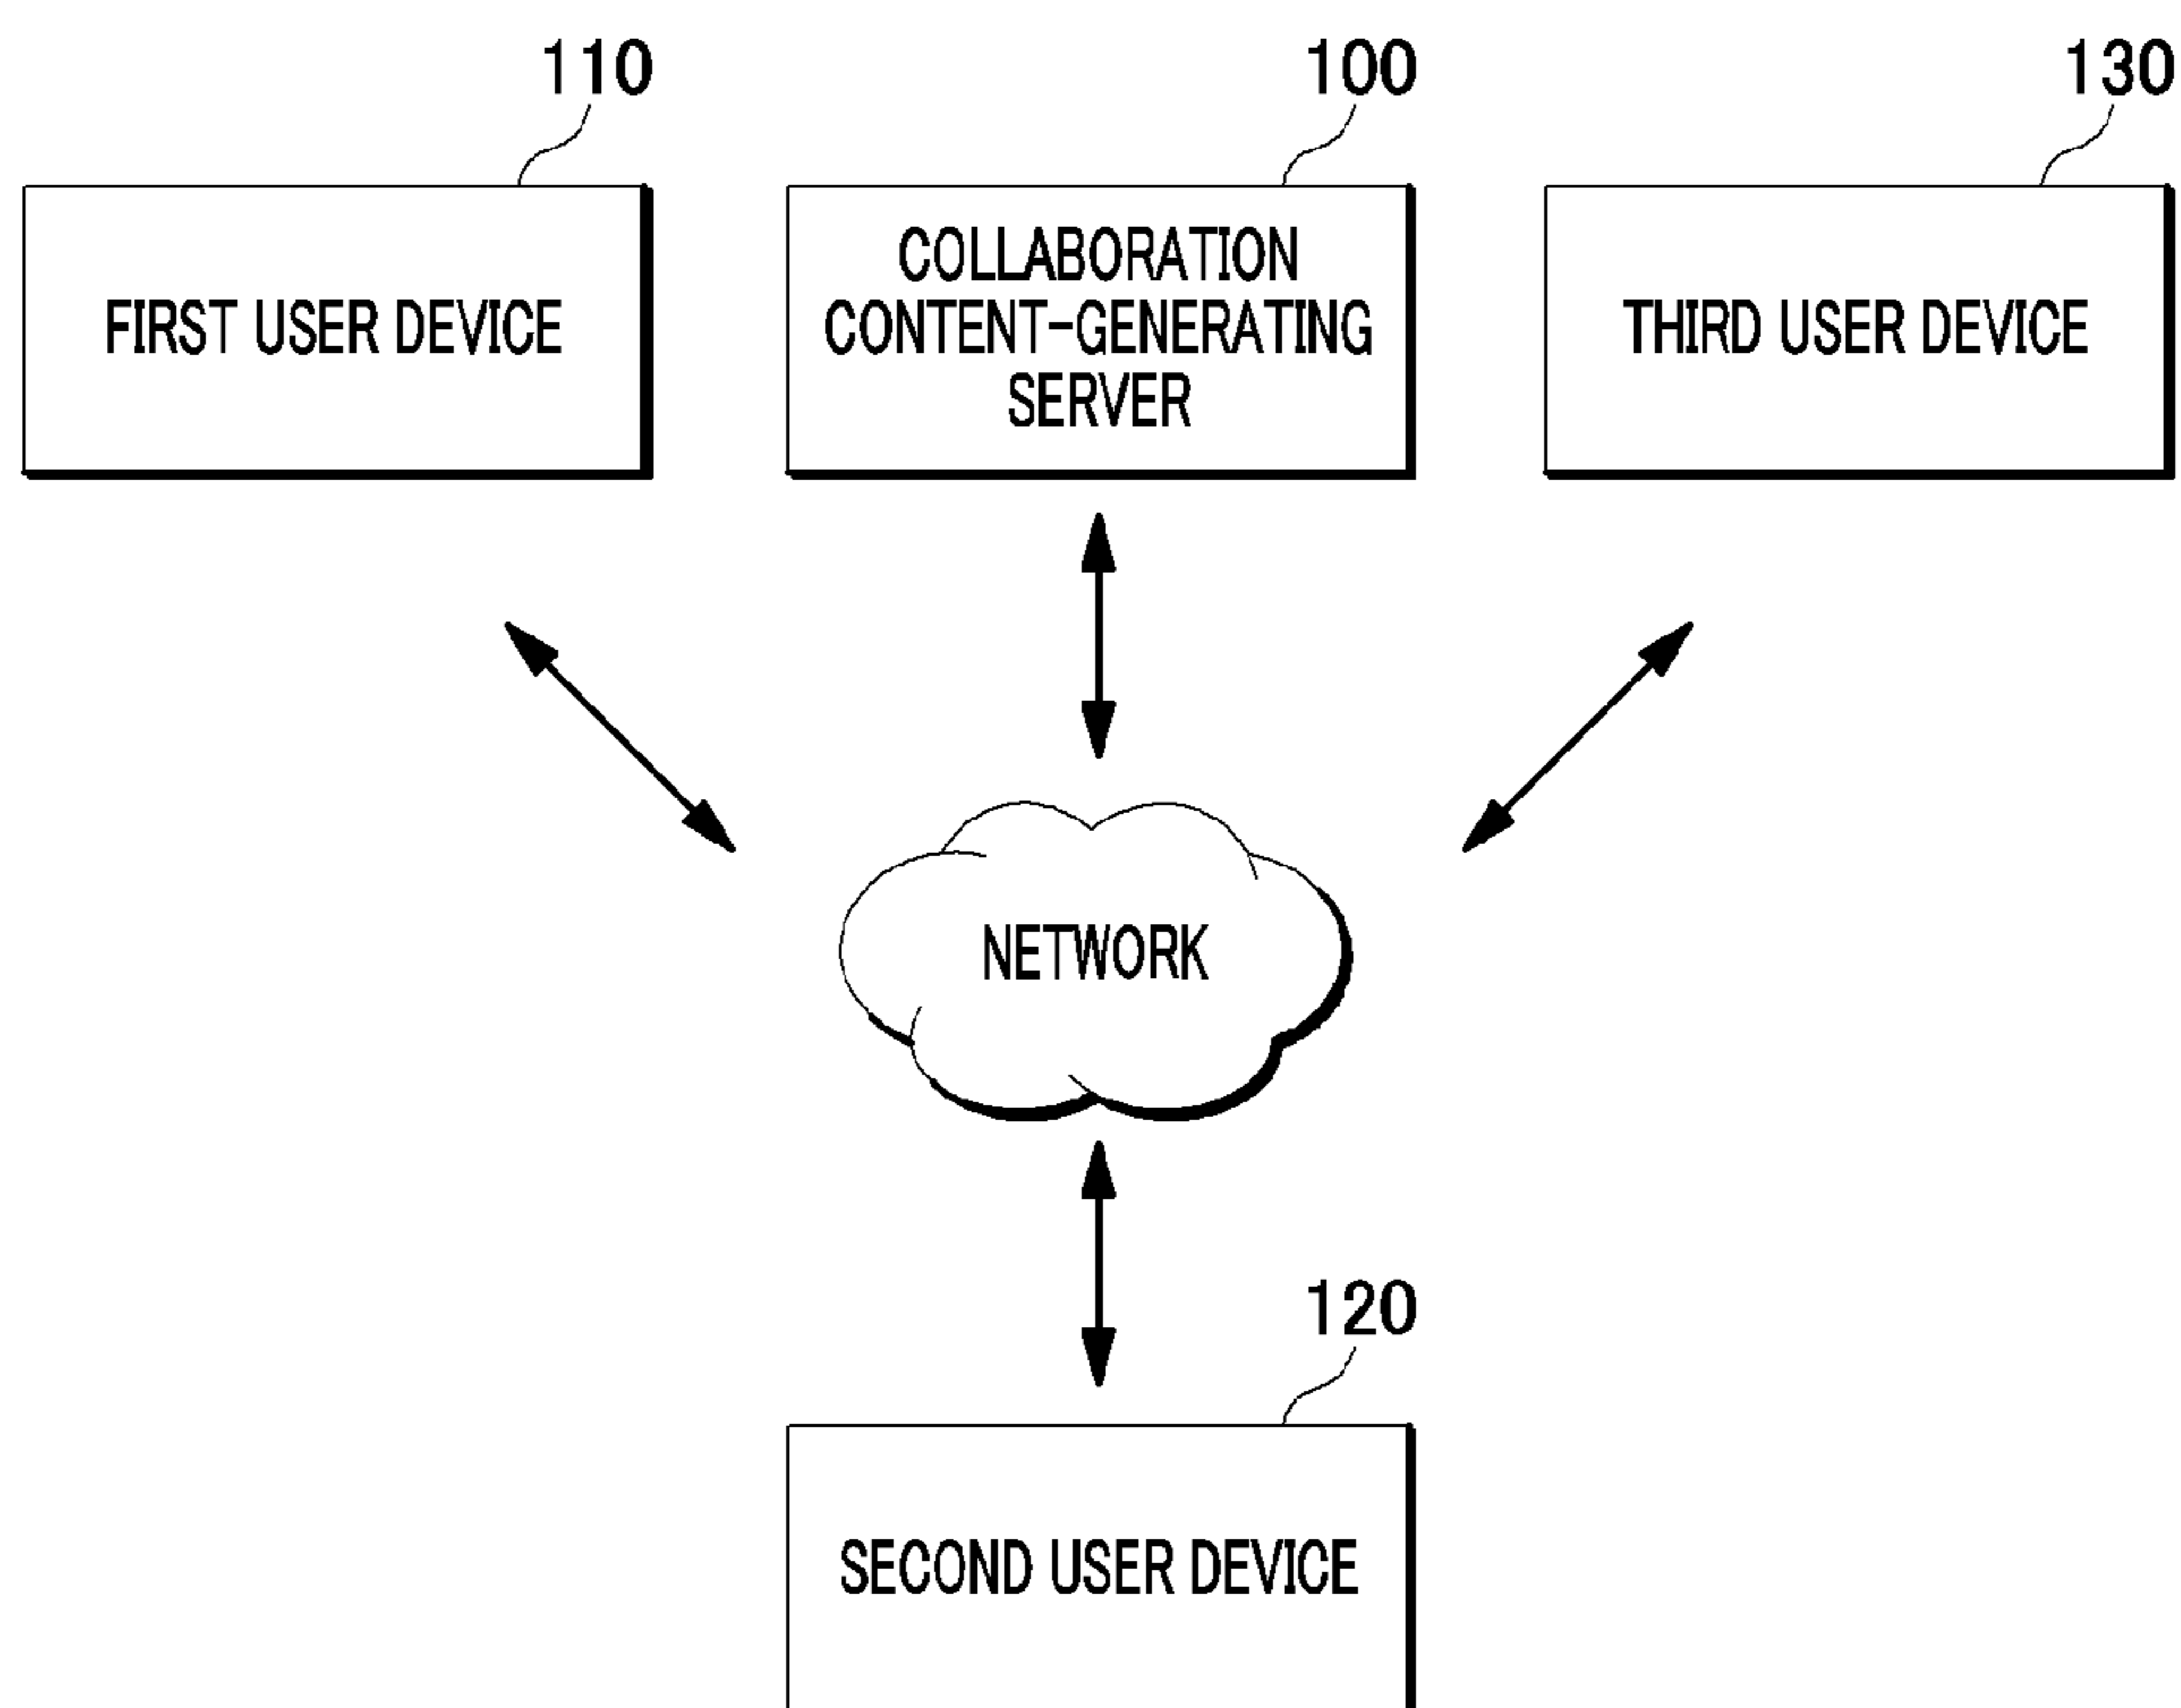 110
100
130
FIRST USER DEVICE
COLLABORATION
CONTENT-GENERATING
SERVER
THIRD USER DEVICE
NETWORK
120
SECOND USER DEVICE